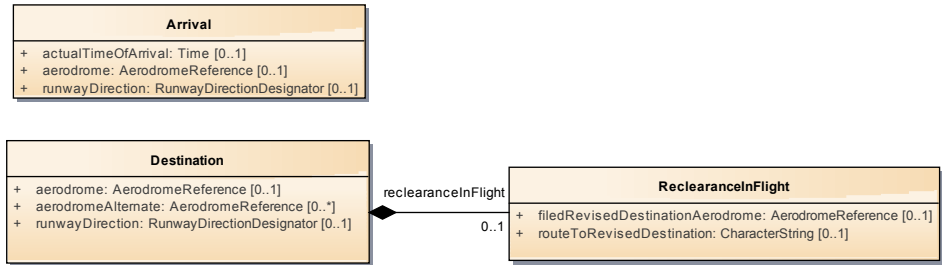 Arrival
+ actualTimeOfArrival: Time [0..1]
+ aerodrome: AerodromeReference [0..1]
+ runwayDirection: RunwayDirectionDesignator [0..1]
Destination
+ aerodrome: AerodromeReference [0..1]
+ aerodromeAlternate: AerodromeReference [0..*]
+ runwayDirection: RunwayDirectionDesignator [0..1]
reclearanceInFlight
0..1
ReclearanceInFlight
+ filedRevisedDestinationAerodrome: AerodromeReference [0..1]
+ routeToRevisedDestination: CharacterString [0..1]